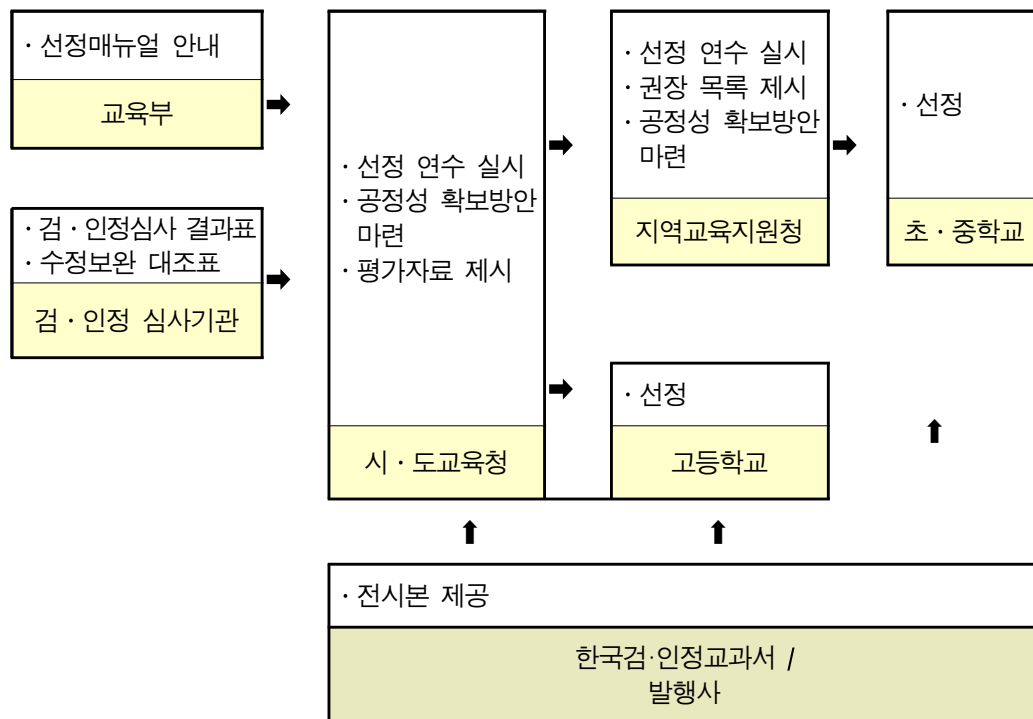 · 선정매뉴얼 안내
교육부
· 검 · 인정심사 결과표
· 수정보완 대조표
검 · 인정 심사기관
· 선정 연수 실시
· 공정성 확보방안
마련
· 평가자료 제시
시 · 도교육청
· 선정 연수 실시
· 권장 목록 제시
· 공정성 확보방안
마련
지역교육지원청
· 선정
초 · 중학교
· 선정
고등학교
· 전시본 제공
한국검·인정교과서 /
발행사